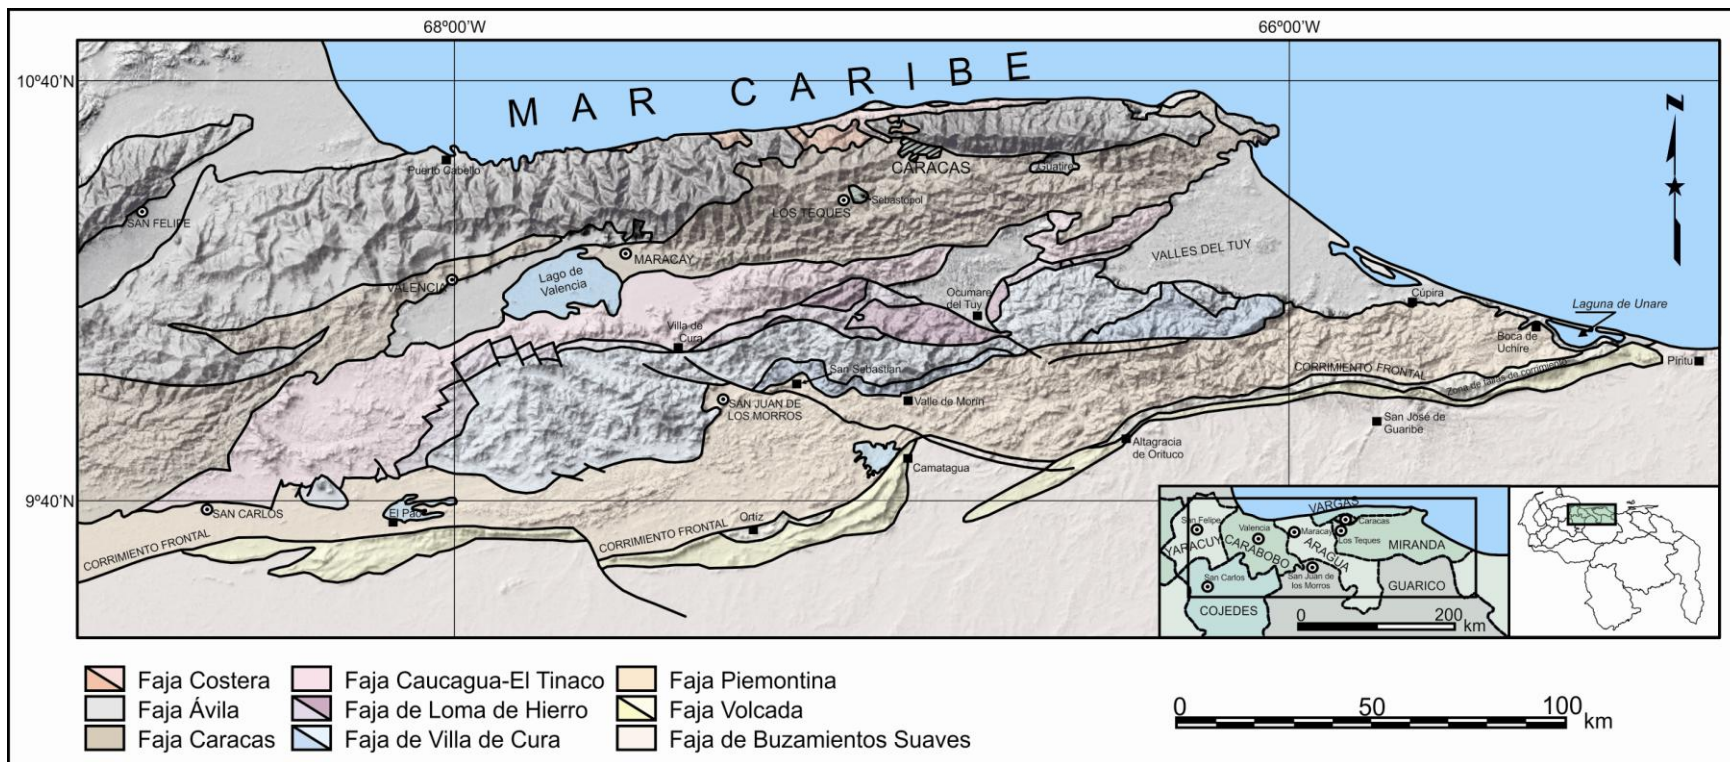 68°00'W
66°00'W
10°40'N
MAR CARIBE
N
Puerto Cabello
CARACAS
Guatire
SAN FELIPE
LOS TEQUES
Sebastopol
MARACAY
VALLES DEL TUY
VALENCIA
Lago de
Valencia
Ocumare
del Tuy
Cúpira
Laguna de Unare
Villa de
Cura
Boca de
Uchire
Píritu
San Sebastián
CORRIMIENTO FRONTAL
Zona de fallas de corrimiento
SAN JUAN DE
LOS MORROS
Valle de Morín
San José de
Guaribe
Altagracia
de Orituco
Camatagua
9°40'N
SAN CARLOS
El Pao
Ortíz
CORRIMIENTO FRONTAL
CORRIMIENTO FRONTAL
VARGAS
San Felipe
Valencia
Maracay
Caracas
Los Teques
YARACUY
CARABOBO
ARAGUA
MIRANDA
San Carlos
San Juan de
los Morros
GUARICO
COJEDES
0 200
km
Faja Costera
Faja Ávila
Faja Caracas
Faja Caucagua-El Tinaco
Faja de Loma de Hierro
Faja de Villa de Cura
Faja Piemontina
Faja Volcada
Faja de Buzamientos Suaves
0 50 100
km